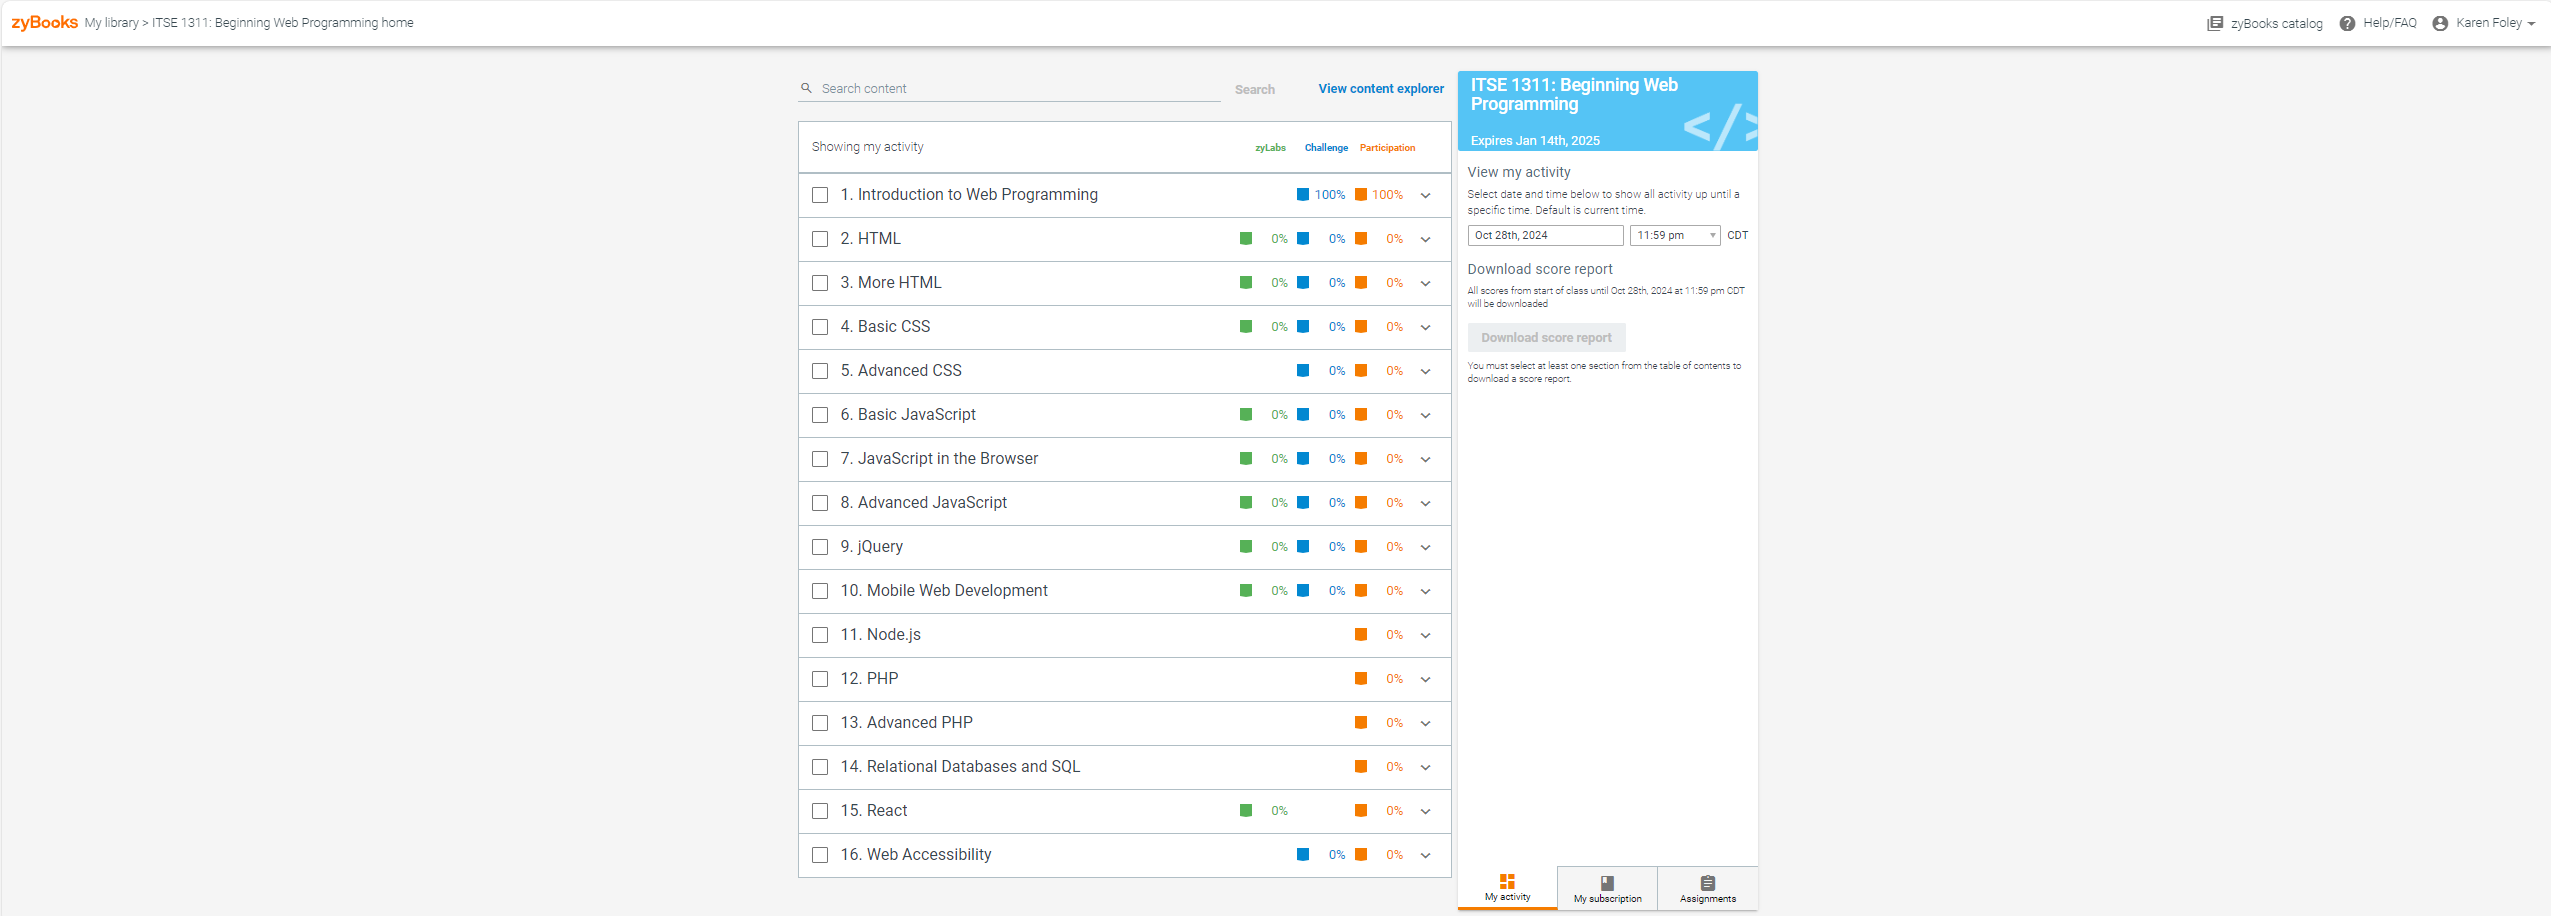 zyBooks My library > ITSE 1311: Beginning Web Programming home
zyBooks catalog
Help/FAQ
Karen Foley
Search content
Search
View content explorer
Showing my activity
zyLabs Challenge Participation
1. Introduction to Web Programming 100% 100%
2. HTML 0% 0% 0%
3. More HTML 0% 0% 0%
4. Basic CSS 0% 0% 0%
5. Advanced CSS 0% 0%
6. Basic JavaScript 0% 0% 0%
7. JavaScript in the Browser 0% 0% 0%
8. Advanced JavaScript 0% 0% 0%
9. jQuery 0% 0% 0%
10. Mobile Web Development 0% 0% 0%
11. Node.js 0%
12. PHP 0%
13. Advanced PHP 0%
14. Relational Databases and SQL 0%
15. React 0% 0%
16. Web Accessibility 0% 0%
ITSE 1311: Beginning Web
Programming
</>
Expires Jan 14th, 2025
View my activity
Select date and time below to show all activity up until a
specific time. Default is current time.
Oct 28th, 2024 11:59 pm CDT
Download score report
All scores from start of class until Oct 28th, 2024 at 11:59 pm CDT
will be downloaded
Download score report
You must select at least one section from the table of contents to
download a score report.
My activity
My subscription
Assignments